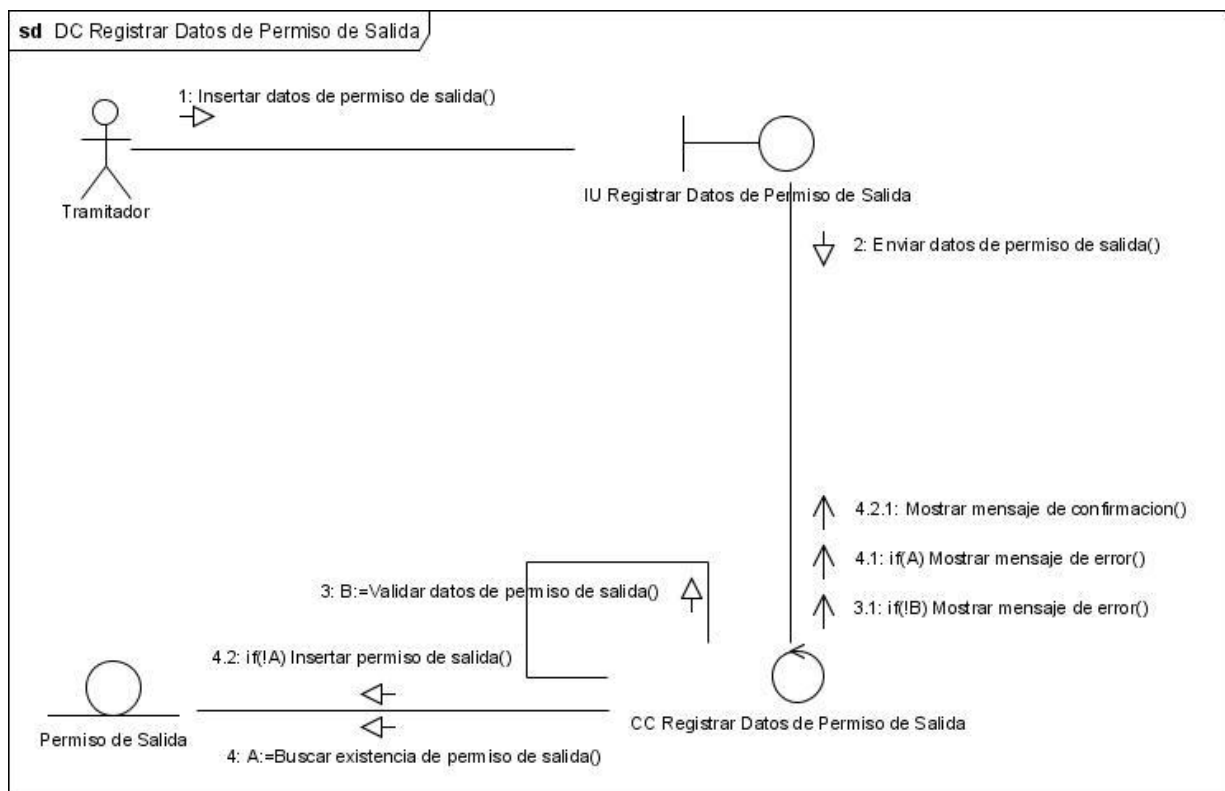 sd DC Registrar Datos de Permiso de Salida
1: Insertar datos de permiso de salida()
Tramitador
IU Registrar Datos de Permiso de Salida
2: Enviar datos de permiso de salida()
4.2.1: Mostrar mensaje de confirmacion()
4.1: if(A) Mostrar mensaje de error()
3: B:=Validar datos de permiso de salida()
3.1: if(!B) Mostrar mensaje de error()
4.2: if(!A) Insertar permiso de salida()
CC Registrar Datos de Permiso de Salida
Permiso de Salida
4: A:=Buscar existencia de permiso de salida()